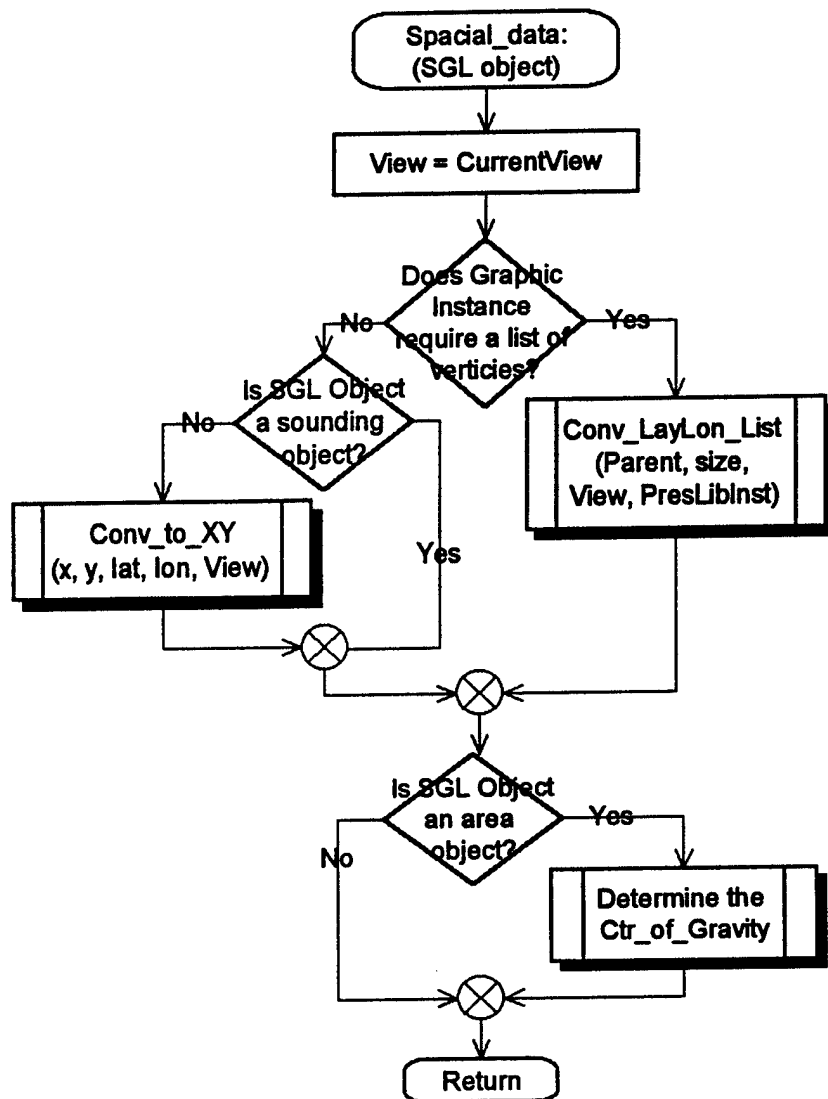 Spacial_data:
(SGL object)
View = CurrentView
Does Graphic
Instance
require a list of
verticies?
No
Yes
Is SGL Object
a sounding
object?
No
Yes
Conv_LayLon_List
(Parent, size,
View, PresLibInst)
Conv_to_XY
(x, y, lat, lon, View)
Is SGL Object
an area
object?
Yes
No
Determine the
Ctr_of_Gravity
Return